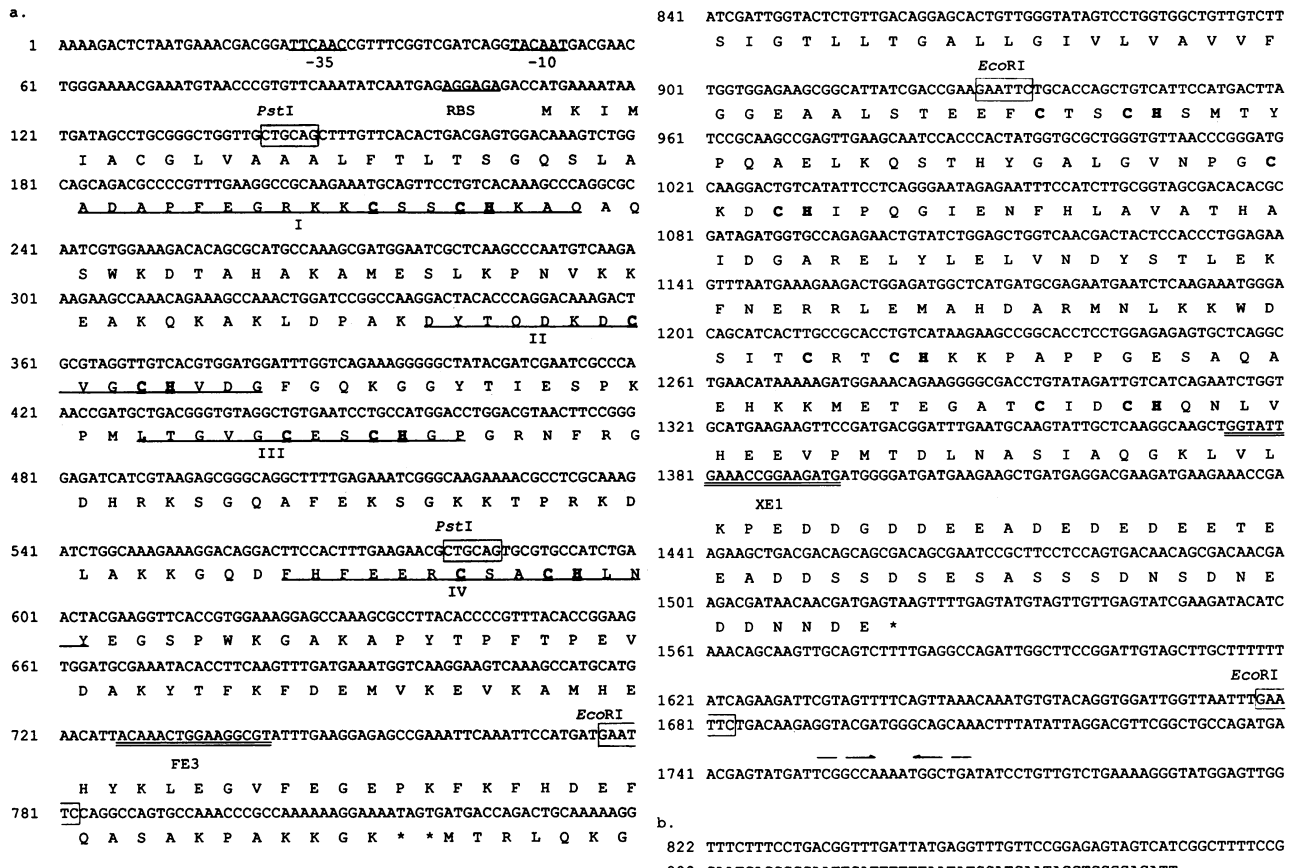 a.
1 AAAAGACTCTAATGAAACGACGGATTCAACCGTTTCGGTCGATCAGGTACAATGACGAAC
-35 -10
61 TGGGAAAACGAAATGTAACCCGTGTTCAAATATCAATGAGAGGAGAGACCATGAAAATAA
PstI RBS M K I M
121 TGATAGCCTGCGGGCTGGTTGCTGCAGCTTTGTTCACACTGACGAGTGGACAAAGTCTGG
I A C G L V A A A L F T L T S G Q S L A
181 CAGCAGACGCCCCGTTTGAAGGCCGCAAGAAATGCAGTTCCTGTCACAAAGCCCAGGCGC
A D A P F E G R K K C S S C H K A Q A Q
I
241 AATCGTGGAAAGACACAGCGCATGCCAAAGCGATGGAATCGCTCAAGCCCAATGTCAAGA
S W K D T A H A K A M E S L K P N V K K
301 AAGAAGCCAAACAGAAAGCCAAACTGGATCCGGCCAAGGACTACACCCAGGACAAAGACT
E A K Q K A K L D P A K D Y T Q D K D C
II
361 GCGTAGGTTGTCACGTGGATGGATTTGGTCAGAAAGGGGGCTATACGATCGAATCGCCCA
V G C H V D G F G Q K G G Y T I E S P K
421 AACCGATGCTGACGGGTGTAGGCTGTGAATCCTGCCATGGACCTGGACGTAACTTCCGGG
P M L T G V G C E S C H G P G R N F R G
III
481 GAGATCATCGTAAGAGCGGGCAGGCTTTTGAGAAATCGGGCAAGAAAACGCCTCGCAAAG
D H R K S G Q A F E K S G K K T P R K D
PstI
541 ATCTGGCAAAGAAAGGACAGGACTTCCACTTTGAAGAACGCTGCAGTGCGTGCCATCTGA
L A K K G Q D F H F E E R C S A C H L N
IV
601 ACTACGAAGGTTCACCGTGGAAAGGAGCCAAAGCGCCTTACACCCCGTTTACACCGGAAG
Y E G S P W K G A K A P Y T P F T P E V
661 TGGATGCGAAATACACCTTCAAGTTTGATGAAATGGTCAAGGAAGTCAAAGCCATGCATG
D A K Y T F K F D E M V K E V K A M H E
EcoRI
721 AACATTACAAACTGGAAGGCGTATTTGAAGGAGAGCCGAAATTCAAATTCCATGATGAAT
FE3
H Y K L E G V F E G E P K F K F H D E F
781 TCCAGGCCAGTGCCAAACCCGCCAAAAAAGGAAAATAGTGATGACCAGACTGCAAAAAGG
Q A S A K P A K K G K * * M T R L Q K G
841 ATCGATTGGTACTCTGTTGACAGGAGCACTGTTGGGTATAGTCCTGGTGGCTGTTGTCTT
S I G T L L T G A L L G I V L V A V V F
EcoRI
901 TGGTGGAGAAGCGGCATTATCGACCGAAGAATTCTGCACCAGCTGTCATTCCATGACTTA
G G E A A L S T E E F C T S C H S M T Y
961 TCCGCAAGCCGAGTTGAAGCAATCCACCCACTATGGTGCGCTGGGTGTTAACCCGGGATG
P Q A E L K Q S T H Y G A L G V N P G C
1021 CAAGGACTGTCATATTCCTCAGGGAATAGAGAATTTCCATCTTGCGGTAGCGACACACGC
K D C H I P Q G I E N F H L A V A T H A
1081 GATAGATGGTGCCAGAGAACTGTATCTGGAGCTGGTCAACGACTACTCCACCCTGGAGAA
I D G A R E L Y L E L V N D Y S T L E K
1141 GTTTAATGAAAGAAGACTGGAGATGGCTCATGATGCGAGAATGAATCTCAAGAAATGGGA
F N E R R L E M A H D A R M N L K K W D
1201 CAGCATCACTTGCCGCACCTGTCATAAGAAGCCGGCACCTCCTGGAGAGAGTGCTCAGGC
S I T C R T C H K K P A P P G E S A Q A
1261 TGAACATAAAAAGATGGAAACAGAAGGGGCGACCTGTATAGATTGTCATCAGAATCTGGT
E H K K M E T E G A T C I D C H Q N L V
1321 GCATGAAGAAGTTCCGATGACGGATTTGAATGCAAGTATTGCTCAAGGCAAGCTGGTATT
H E E V P M T D L N A S I A Q G K L V L
1381 GAAACCGGAAGATGATGGGGATGATGAAGAAGCTGATGAGGACGAAGATGAAGAAACCGA
XE1
K P E D D G D D E E A D E D E D E E T E
1441 AGAAGCTGACGACAGCAGCGACAGCGAATCCGCTTCCTCCAGTGACAACAGCGACAACGA
E A D D S S D S E S A S S S D N S D N E
1501 AGACGATAACAACGATGAGTAAGTTTTGAGTATGTAGTTGTTGAGTATCGAAGATACATC
D D N N D E *
1561 AAACAGCAAGTTGCAGTCTTTTGAGGCCAGATTGGCTTCCGGATTGTAGCTTGCTTTTTT
EcoRI
1621 ATCAGAAGATTCGTAGTTTTCAGTTAAACAAATGTGTACAGGTGGATTGGTTAATTTGAA
1681 TTCTGACAAGAGGTACGATGGGCAGCAAACTTTATATTAGGACGTTCGGCTGCCAGATGA
1741 ACGAGTATGATTCGGCCAAAATGGCTGATATCCTGTTGTCTGAAAAGGGTATGGAGTTGG
b.
822 TTTCTTTCCTGACGGTTTGATTATGAGGTTTGTTCCGGAGAGTAGTCATCGGCTTTTCCG